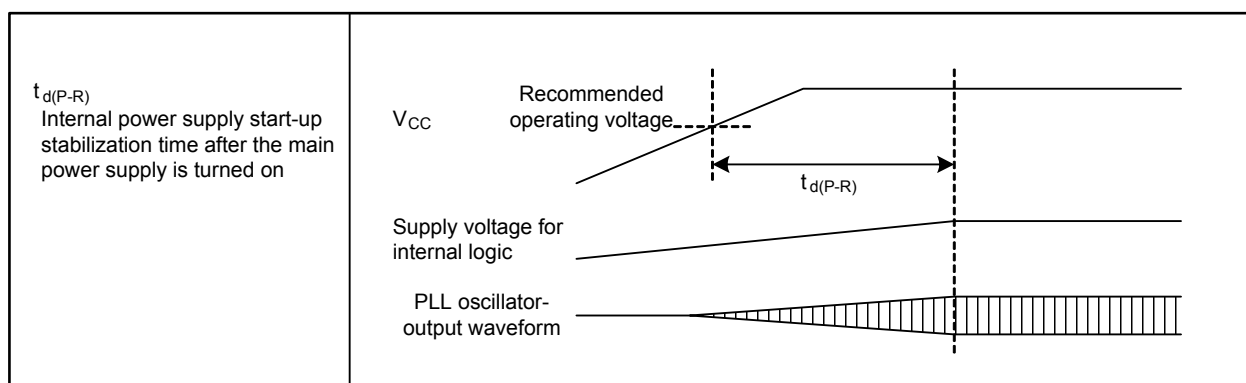 t d(P-R)
Internal power supply start-up
stabilization time after the main
power supply is turned on
VCC
Recommended
operating voltage
t d(P-R)
Supply voltage for
internal logic
PLL oscillator-
output waveform